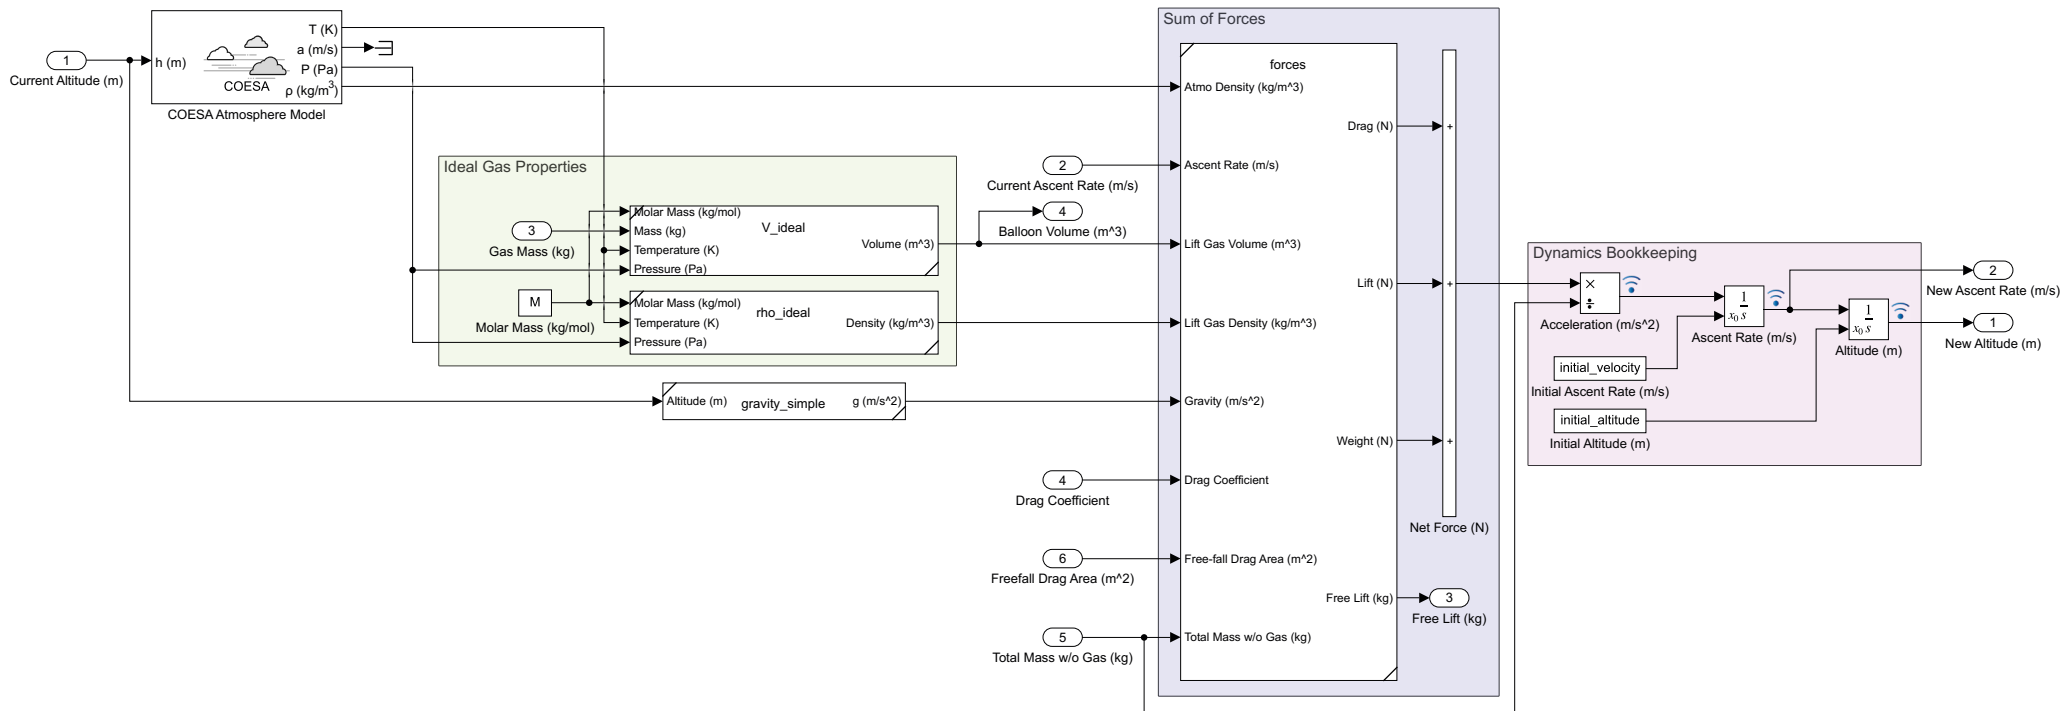 1
Current Altitude (m)
h (m)
COESA
T (K)
a (m/s)
P (Pa)
ρ (kg/m³)
COESA Atmosphere Model
Ideal Gas Properties
3
Gas Mass (kg)
M
Molar Mass (kg/mol)
Molar Mass (kg/mol)
Mass (kg)
Temperature (K)
Pressure (Pa)
V_ideal
Volume (m^3)
Molar Mass (kg/mol)
Temperature (K)
Pressure (Pa)
rho_ideal
Density (kg/m^3)
Altitude (m)
gravity_simple
g (m/s^2)
2
Current Ascent Rate (m/s)
4
Balloon Volume (m^3)
4
Drag Coefficient
6
Freefall Drag Area (m^2)
5
Total Mass w/o Gas (kg)
Sum of Forces
forces
Atmo Density (kg/m^3)
Ascent Rate (m/s)
Lift Gas Volume (m^3)
Lift Gas Density (kg/m^3)
Gravity (m/s^2)
Drag Coefficient
Free-fall Drag Area (m^2)
Total Mass w/o Gas (kg)
Drag (N)
Lift (N)
Weight (N)
Free Lift (kg)
+
+
+
Net Force (N)
3
Free Lift (kg)
Dynamics Bookkeeping
×
÷
Acceleration (m/s^2)
1
x₀ s
Ascent Rate (m/s)
1
x₀ s
Altitude (m)
initial_velocity
Initial Ascent Rate (m/s)
initial_altitude
Initial Altitude (m)
2
New Ascent Rate (m/s)
1
New Altitude (m)